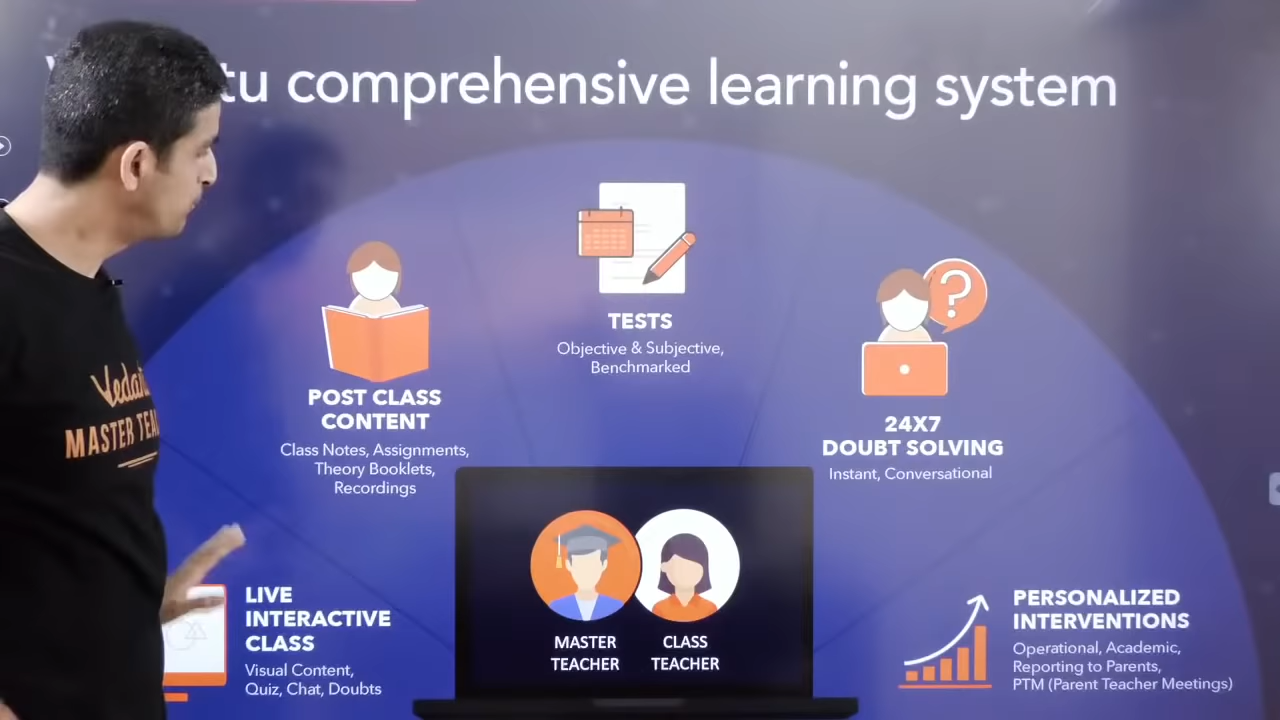 comprehensive learning system
TESTS
Objective & Subjective,
Benchmarked
POST CLASS
CONTENT
Class Notes, Assignments,
Theory Booklets,
Recordings
24X7
DOUBT SOLVING
Instant, Conversational
MASTER
LIVE
INTERACTIVE
CLASS
Visual Content,
Quiz, Chat, Doubts
MASTER
TEACHER
CLASS
TEACHER
PERSONALIZED
INTERVENTIONS
Operational, Academic,
Reporting to Parents,
PTM (Parent Teacher Meetings)